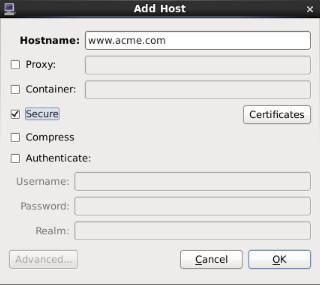 Add Host
Hostname: www.acme.com
Proxy:
Container:
Secure Certificates
Compress
Authenticate:
Username:
Password:
Realm:
Advanced... Cancel OK